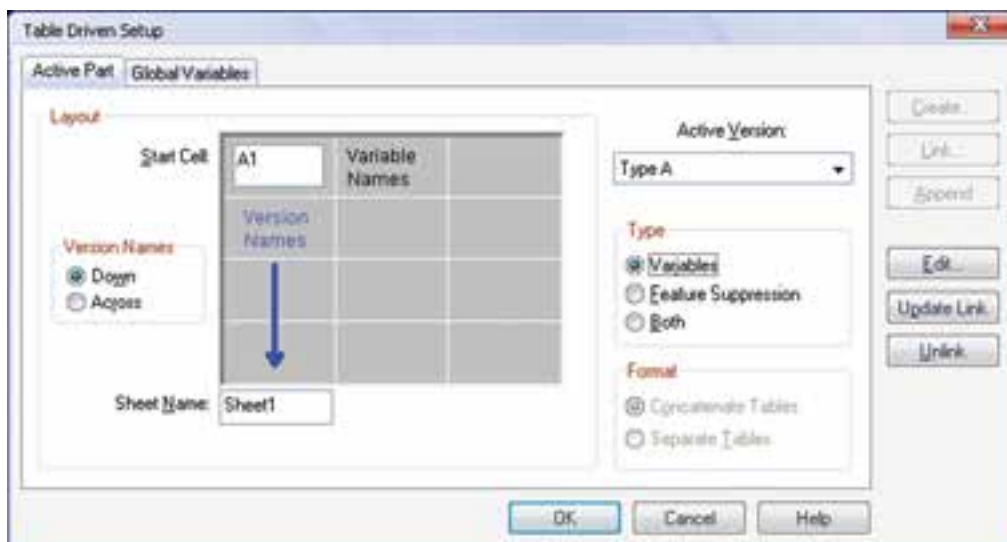 Table Driven Setup
Active Part
Global Variables
Layout
Start Cell:
A1
Variable
Names
Version
Names
Version Names
Down
Across
Sheet Name:
Sheet1
Active Version:
Type A
Type
Variables
Feature Suppression
Both
Format
Concatenate Tables
Separate Tables
Create...
Link...
Append
Edit...
Update Link
Unlink
OK
Cancel
Help